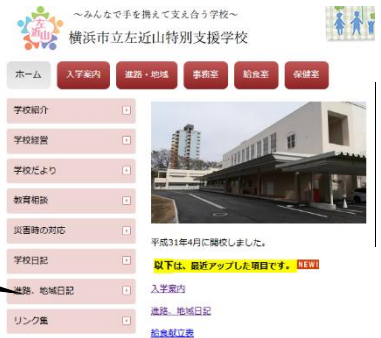 ～みんなで手を携えて支え合う学校～
左近山
横浜市立左近山特別支援学校
ホーム 入学案内 進路・地域 事務室 給食室 保健室
学校紹介
学校経営
学校だより
教育相談
災害時の対応
学校日記
進路、地域日記
リンク集
平成31年4月に開校しました。
以下は、最近アップした項目です。 NEW!
入学案内
進路、地域日記
給食献立表